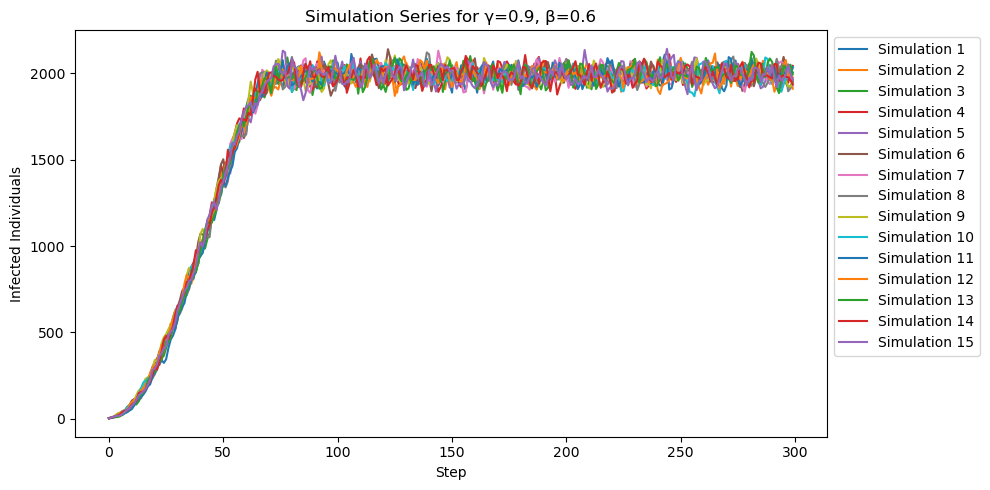 Simulation Series for γ=0.9, β=0.6
Infected Individuals
2000
1500
1000
500
0
0 50 100 150 200 250 300
Step
Simulation 1
Simulation 2
Simulation 3
Simulation 4
Simulation 5
Simulation 6
Simulation 7
Simulation 8
Simulation 9
Simulation 10
Simulation 11
Simulation 12
Simulation 13
Simulation 14
Simulation 15